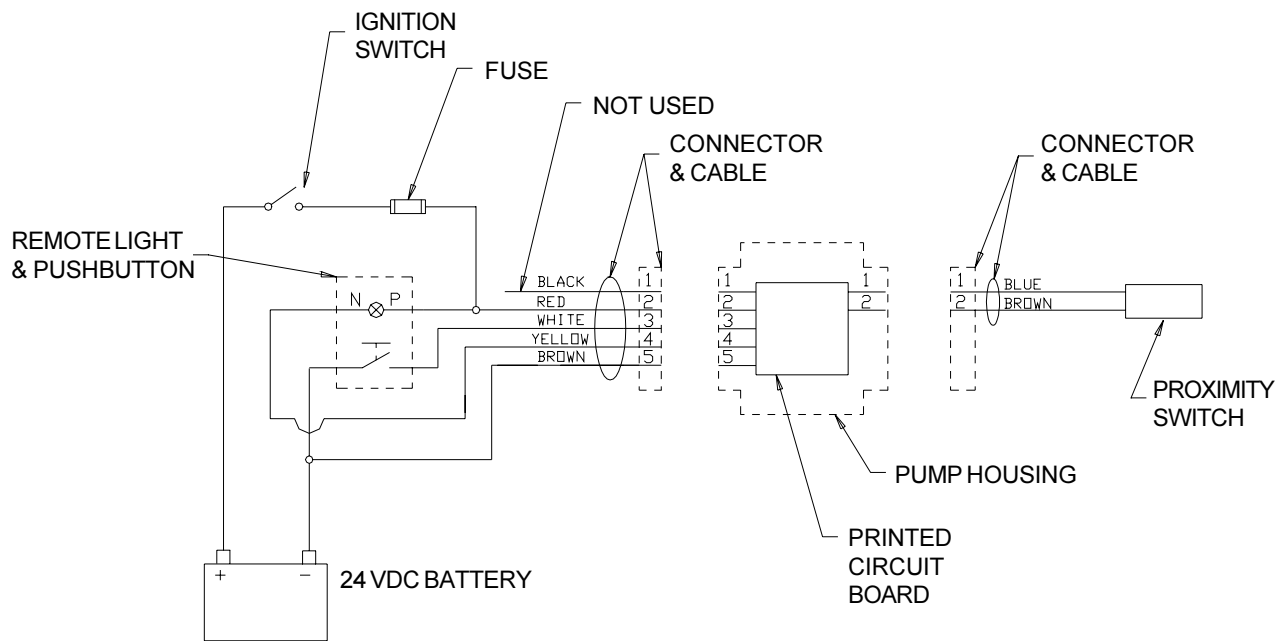 IGNITION
SWITCH
FUSE
NOT USED
CONNECTOR
& CABLE
CONNECTOR
& CABLE
REMOTE LIGHT
& PUSHBUTTON
N P
BLACK
RED
WHITE
YELLOW
BROWN
1
2
3
4
5
1
2
3
4
5
1
2
1
2
BLUE
BROWN
PROXIMITY
SWITCH
PUMP HOUSING
PRINTED
CIRCUIT
BOARD
+ −
24 VDC BATTERY